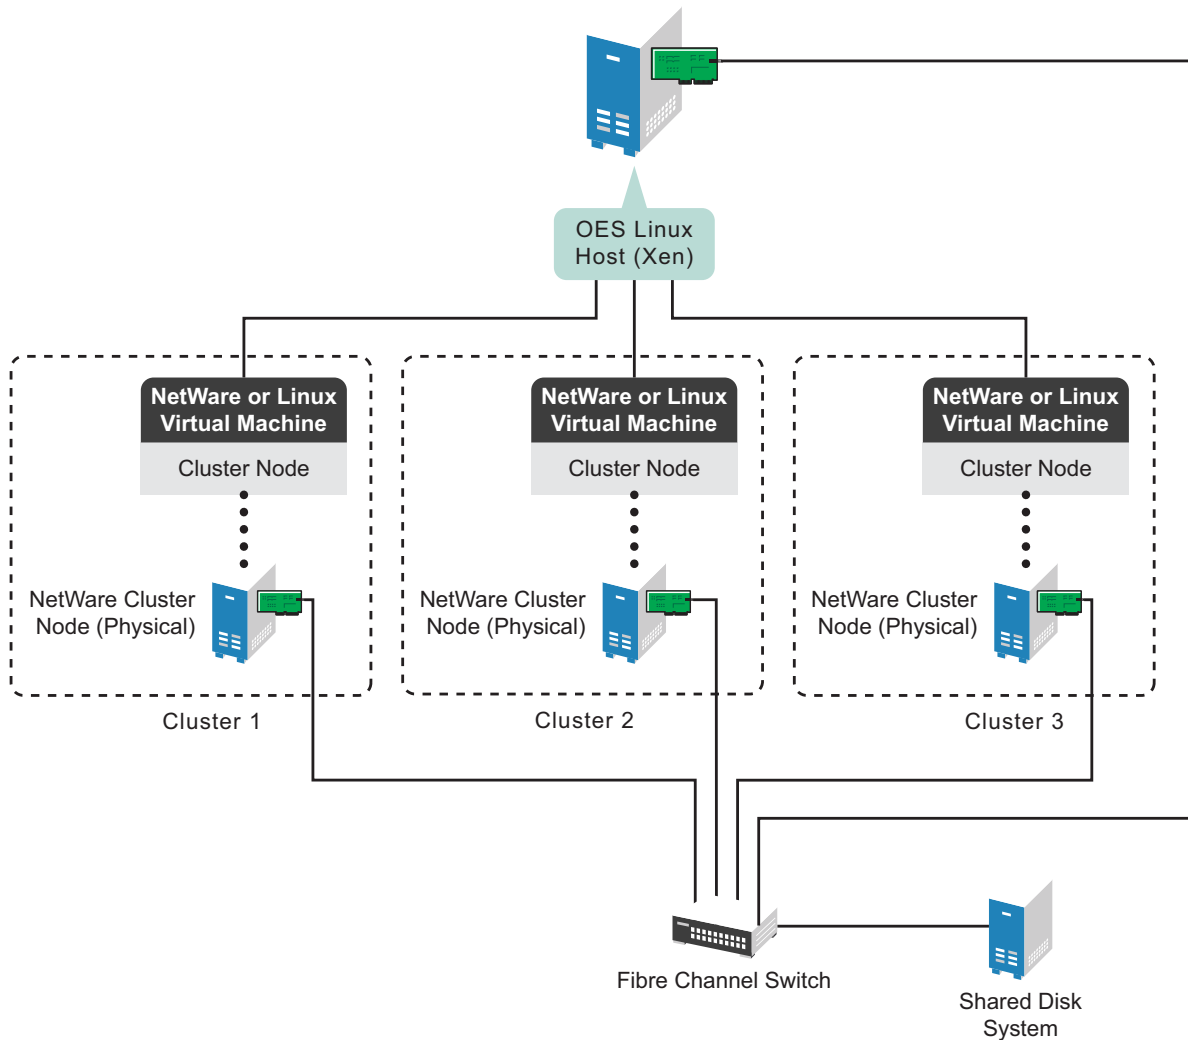 OES Linux
Host (Xen)
NetWare or Linux
Virtual Machine
Cluster Node
NetWare Cluster
Node (Physical)
Cluster 1
NetWare or Linux
Virtual Machine
Cluster Node
NetWare Cluster
Node (Physical)
Cluster 2
NetWare or Linux
Virtual Machine
Cluster Node
NetWare Cluster
Node (Physical)
Cluster 3
Fibre Channel Switch
Shared Disk
System